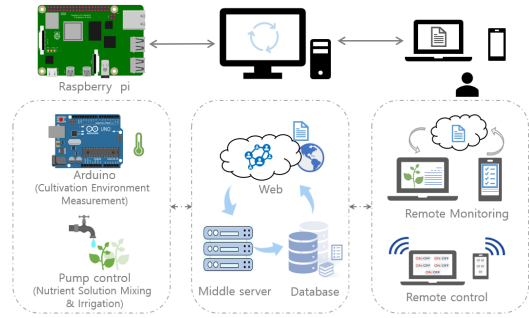 Raspberry pi
UNO
Arduino
(Cultivation Environment
Measurement)
Pump control
(Nutrient Solution Mixing
& Irrigation)
Web
Middle server
Database
Remote Monitoring
Remote control